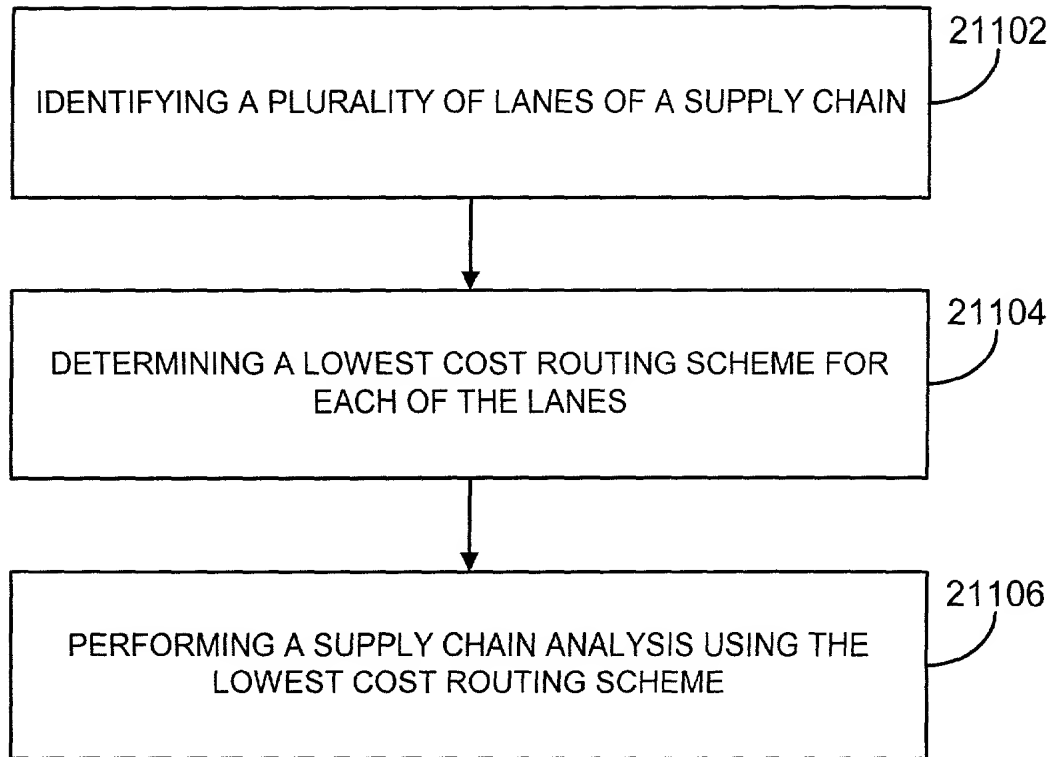 21102
IDENTIFYING A PLURALITY OF LANES OF A SUPPLY CHAIN
21104
DETERMINING A LOWEST COST ROUTING SCHEME FOR
EACH OF THE LANES
21106
PERFORMING A SUPPLY CHAIN ANALYSIS USING THE
LOWEST COST ROUTING SCHEME